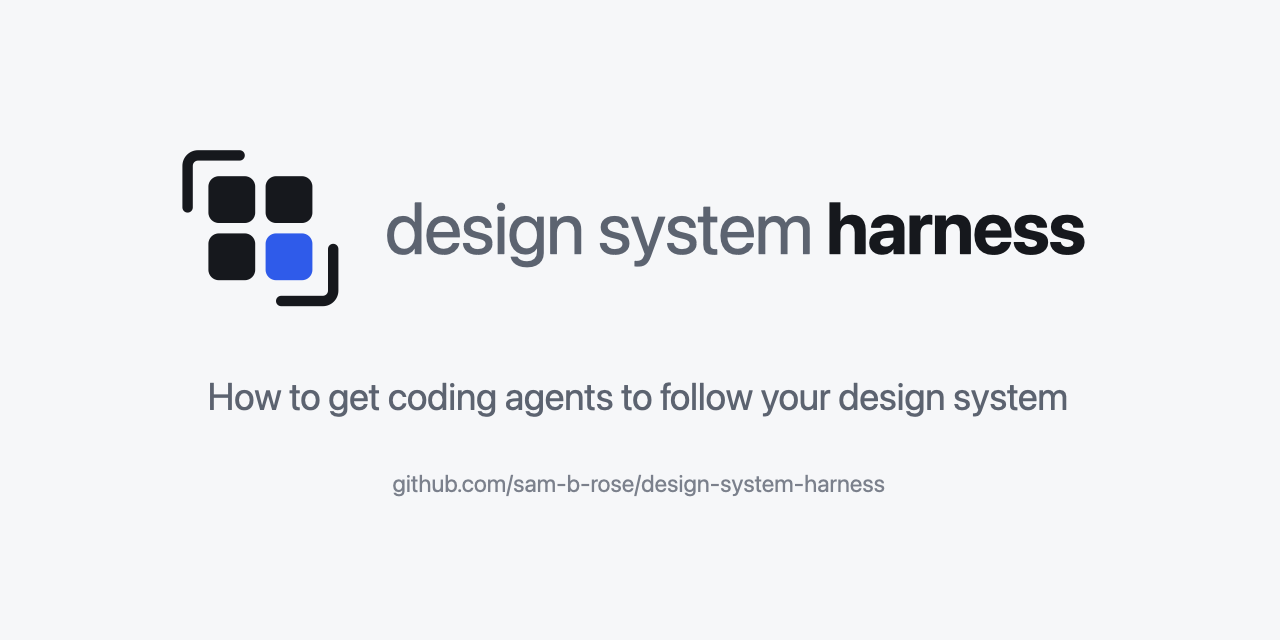 design system harness
How to get coding agents to follow your design system
github.com/sam-b-rose/design-system-harness